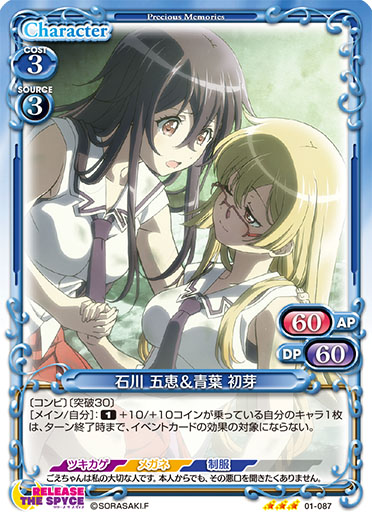 Precious Memories
Character
COST
3
SOURCE
3
60 AP
DP 60
石川 五恵&青葉 初芽
[コンビ] [突破30]
[メイン/自分]: 1 +10/+10コインが乗っている自分のキャラ1枚
は、ターン終了時まで、イベントカードの効果の対象にならない。
ツキカゲ メガネ 制服
ごえちゃんは私の大切な人です。本人からでも、その悪口を聞きたくありません。
RELEASE
THE SPYCE
©SORASAKI.F
01-087